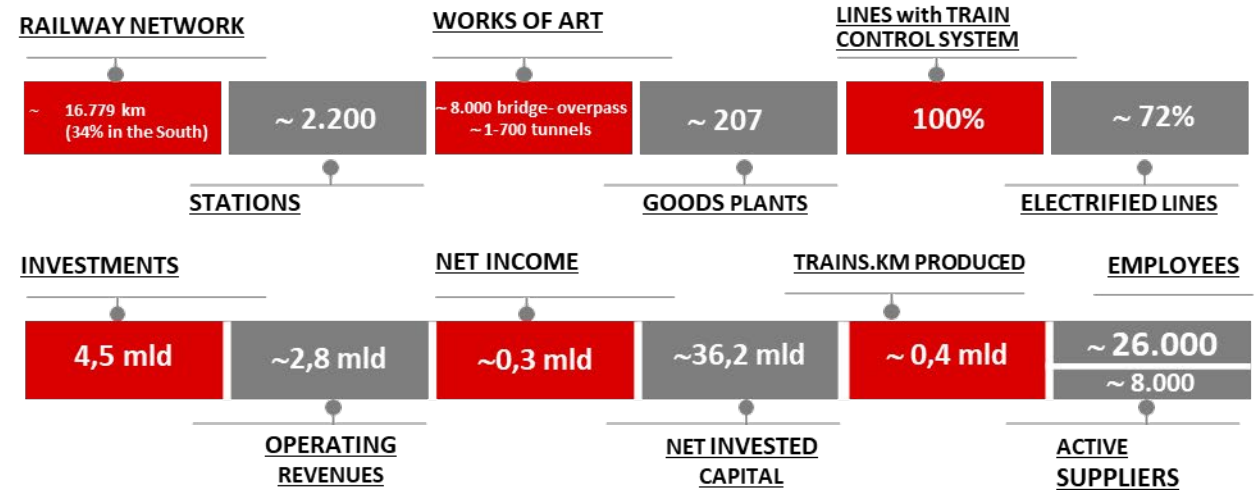 RAILWAY NETWORK
WORKS OF ART
LINES with TRAIN
CONTROL SYSTEM
~ 16.779 km
(34% in the South)
~ 2.200
~ 8.000 bridge- overpass
~1-700 tunnels
~ 207
100%
~ 72%
STATIONS
GOODS PLANTS
ELECTRIFIED LINES
INVESTMENTS
NET INCOME
TRAINS.KM PRODUCED
EMPLOYEES
4,5 mld
~2,8 mld
~0,3 mld
~36,2 mld
~ 0,4 mld
~ 26.000
~ 8.000
OPERATING
REVENUES
NET INVESTED
CAPITAL
ACTIVE
SUPPLIERS